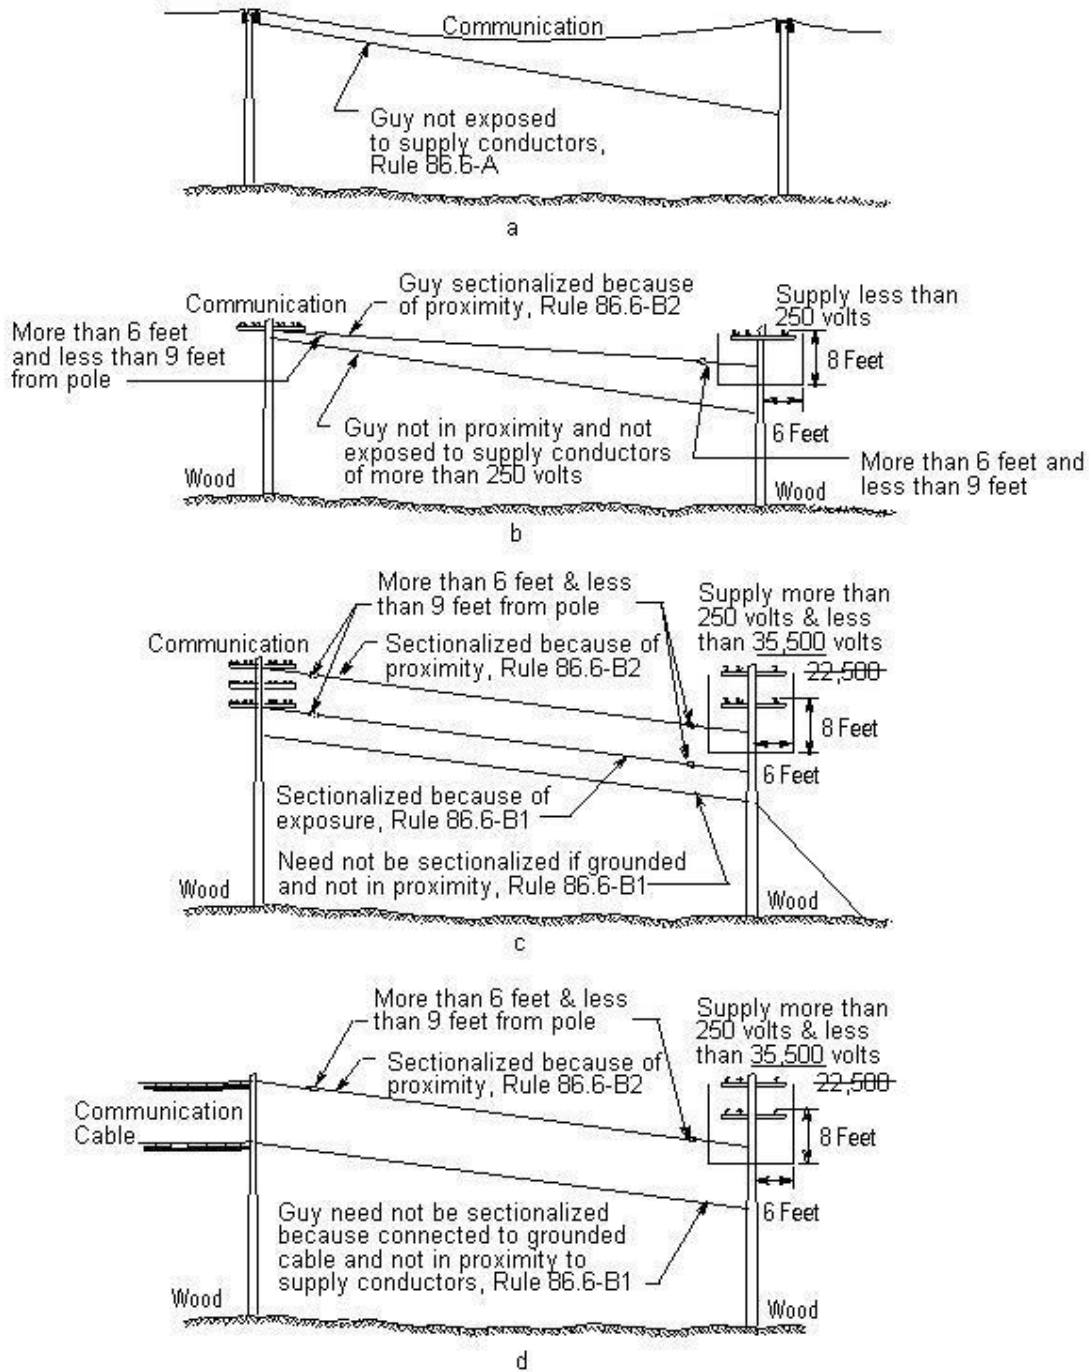 Communication
Guy not exposed
to supply conductors,
Rule 86.6-A
a
Guy sectionalized because
of proximity, Rule 86.6-B2
Communication
Supply less than
250 volts
More than 6 feet
and less than 9 feet
from pole
8 Feet
6 Feet
Guy not in proximity and not
exposed to supply conductors
of more than 250 volts
More than 6 feet and
less than 9 feet
Wood
Wood
b
More than 6 feet & less
than 9 feet from pole
Supply more than
250 volts & less
than 35,500 volts
22,500
Communication
Sectionalized because of
proximity, Rule 86.6-B2
8 Feet
6 Feet
Sectionalized because of
exposure, Rule 86.6-B1
Need not be sectionalized if grounded
and not in proximity, Rule 86.6-B1
Wood
Wood
c
More than 6 feet & less
than 9 feet from pole
Supply more than
250 volts & less
than 35,500 volts
22,500
Sectionalized because of
proximity, Rule 86.6-B2
Communication
Cable
8 Feet
6 Feet
Guy need not be sectionalized
because connected to grounded
cable and not in proximity to
supply conductors, Rule 86.6-B1
Wood
Wood
d